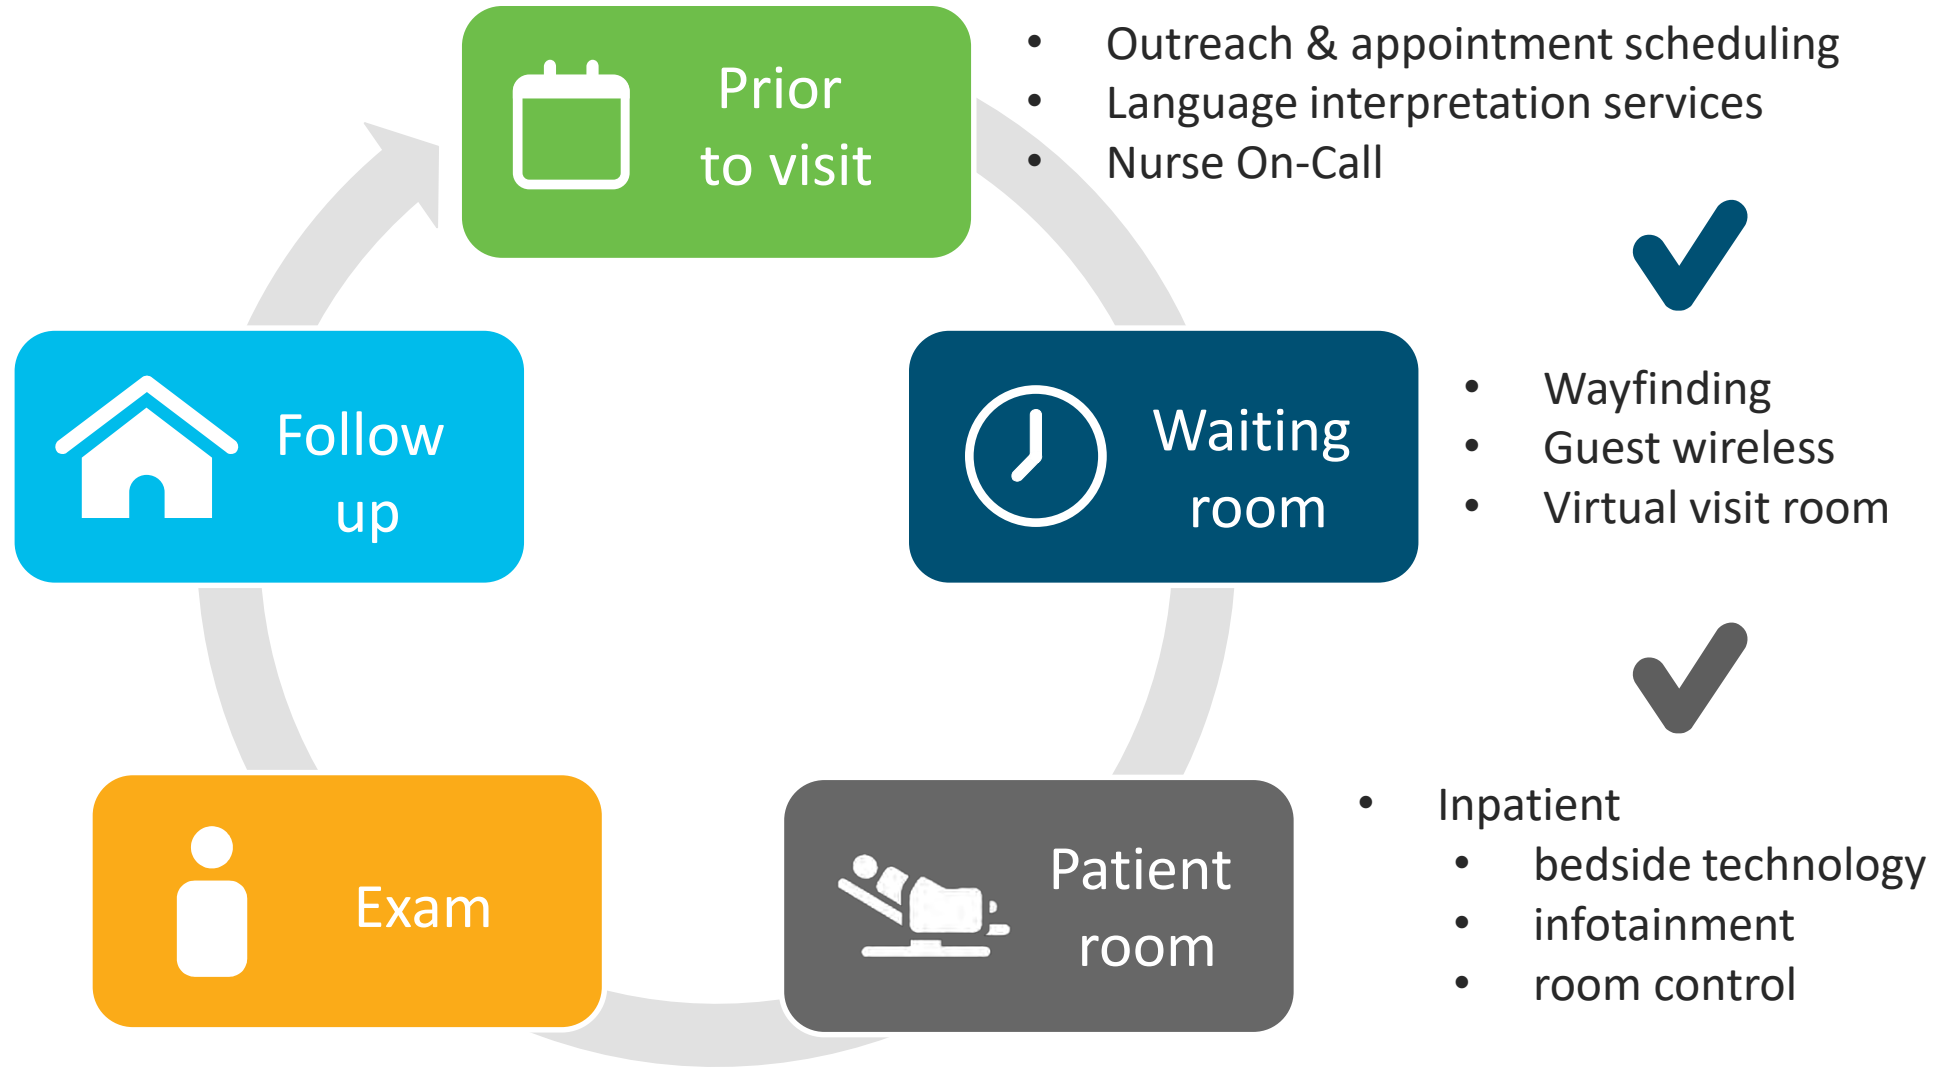 Prior
to visit
• Outreach & appointment scheduling
• Language interpretation services
• Nurse On-Call
Waiting
room
• Wayfinding
• Guest wireless
• Virtual visit room
Patient
room
• Inpatient
• bedside technology
• infotainment
• room control
Exam
Follow
up